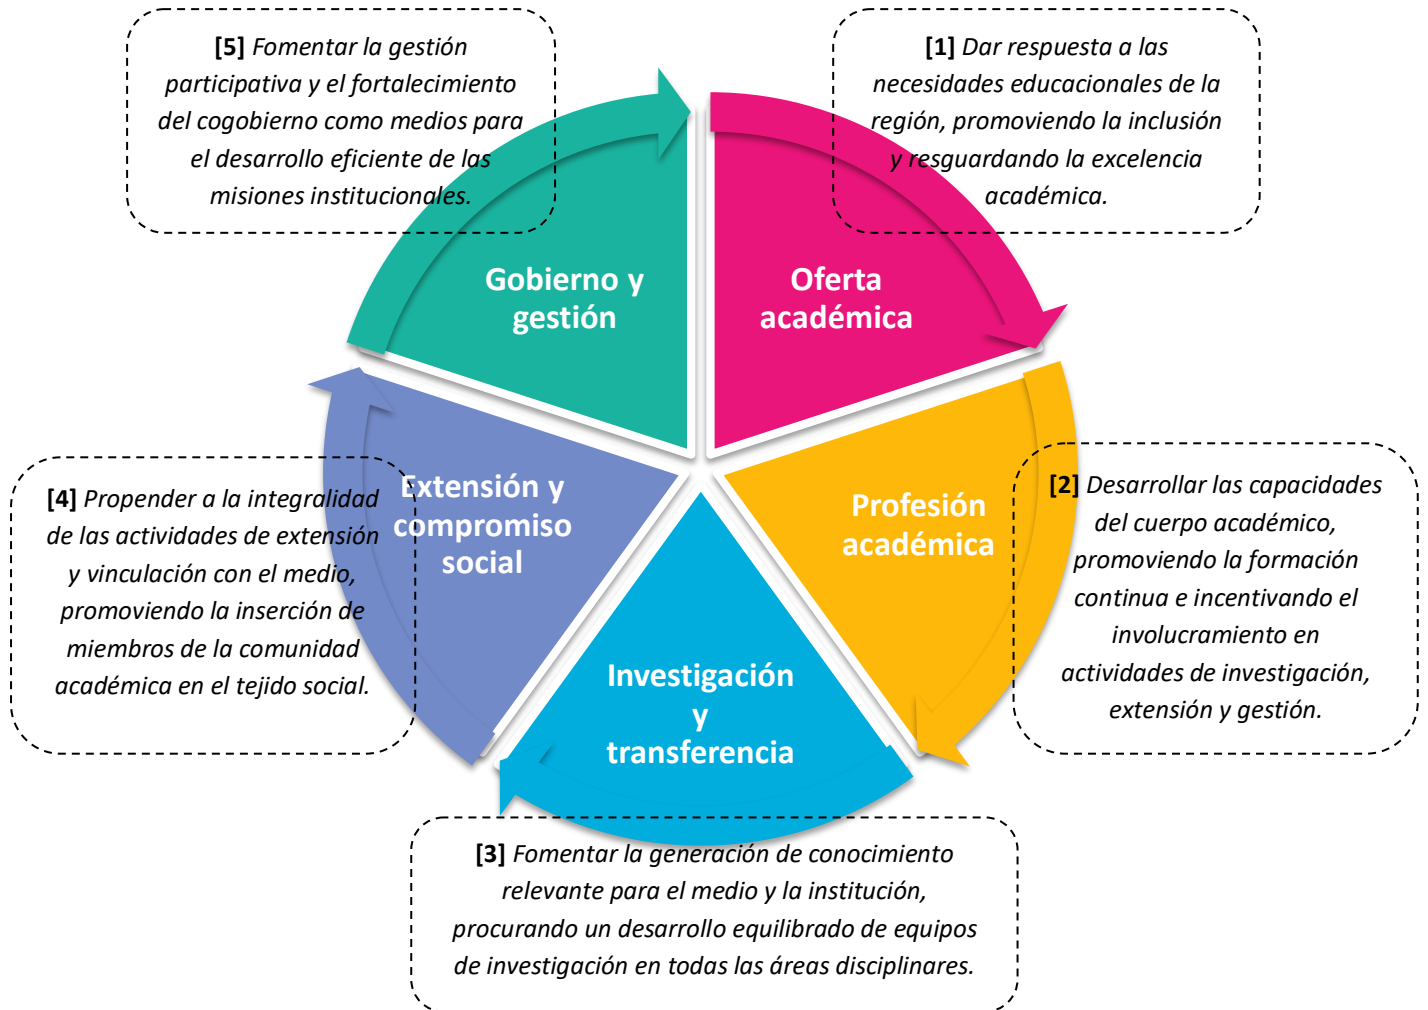 [5] Fomentar la gestión
participativa y el fortalecimiento
del cogobierno como medios para
el desarrollo eficiente de las
misiones institucionales.
[1] Dar respuesta a las
necesidades educacionales de la
región, promoviendo la inclusión
y resguardando la excelencia
académica.
Gobierno y
gestión
Oferta
académica
[4] Propender a la integralidad
de las actividades de extensión
y vinculación con el medio,
promoviendo la inserción de
miembros de la comunidad
académica en el tejido social.
Extensión y
compromiso
social
Profesión
académica
[2] Desarrollar las capacidades
del cuerpo académico,
promoviendo la formación
continua e incentivando el
involucramiento en
actividades de investigación,
extensión y gestión.
Investigación
y
transferencia
[3] Fomentar la generación de conocimiento
relevante para el medio y la institución,
procurando un desarrollo equilibrado de equipos
de investigación en todas las áreas disciplinares.